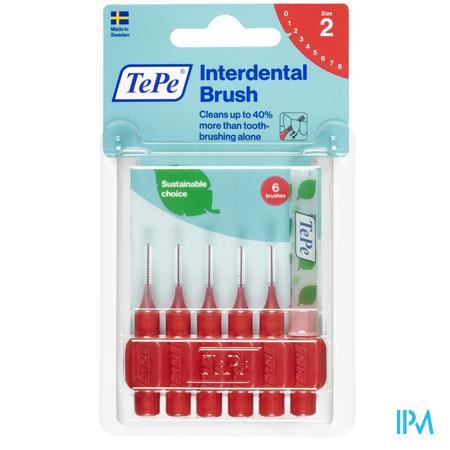 Made in
Sweden
Size
2
0
1
2
3
4
5
6
7
8
TePe
Interdental
Brush
Cleans up to 40%
more than tooth-
brushing alone
Sustainable
choice
6
brushes
TePe
TePe
IPM